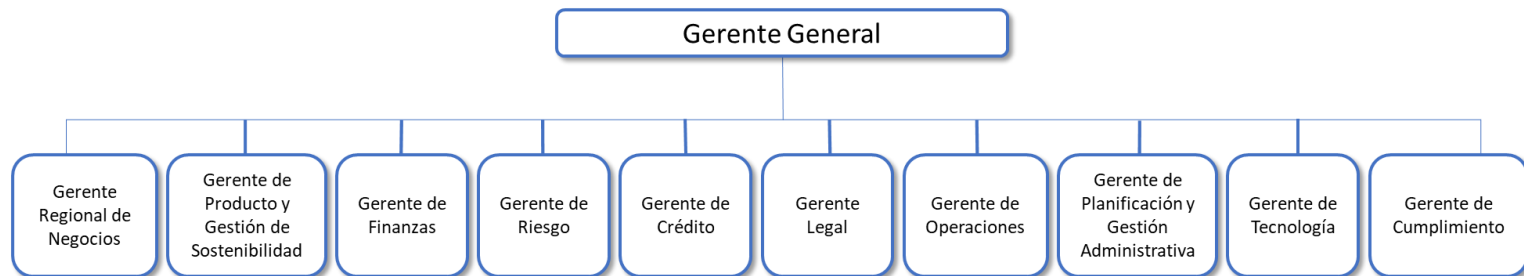 Gerente General
Gerente
Regional de
Negocios
Gerente de
Producto y
Gestión de
Sostenibilidad
Gerente de
Finanzas
Gerente de
Riesgo
Gerente de
Crédito
Gerente
Legal
Gerente de
Operaciones
Gerente de
Planificación y
Gestión
Administrativa
Gerente de
Tecnología
Gerente de
Cumplimiento